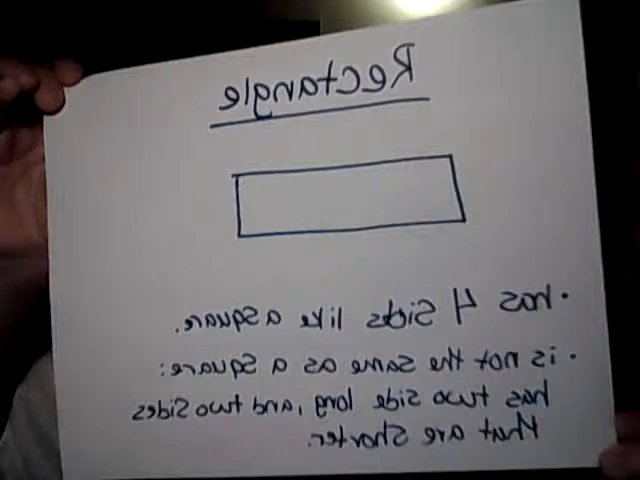 Rectangle
• has 4 sids like a square.
• is not the same as a square:
has two side long, and two sides
that are shorter.